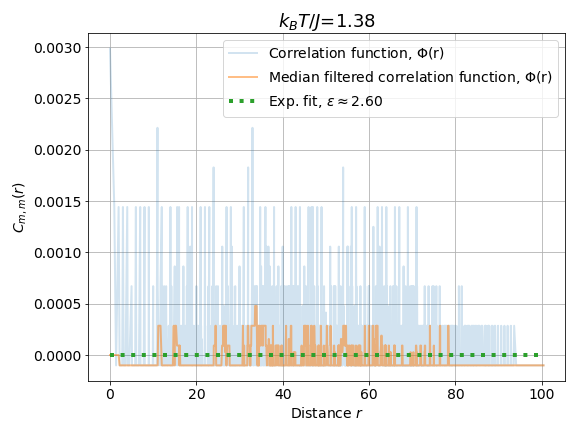 k_BT/J=1.38
Correlation function, Φ(r)
Median filtered correlation function, Φ(r)
Exp. fit, ε≈2.60
C_{m,m}(r)
0.0030
0.0025
0.0020
0.0015
0.0010
0.0005
0.0000
0 20 40 60 80 100
Distance r